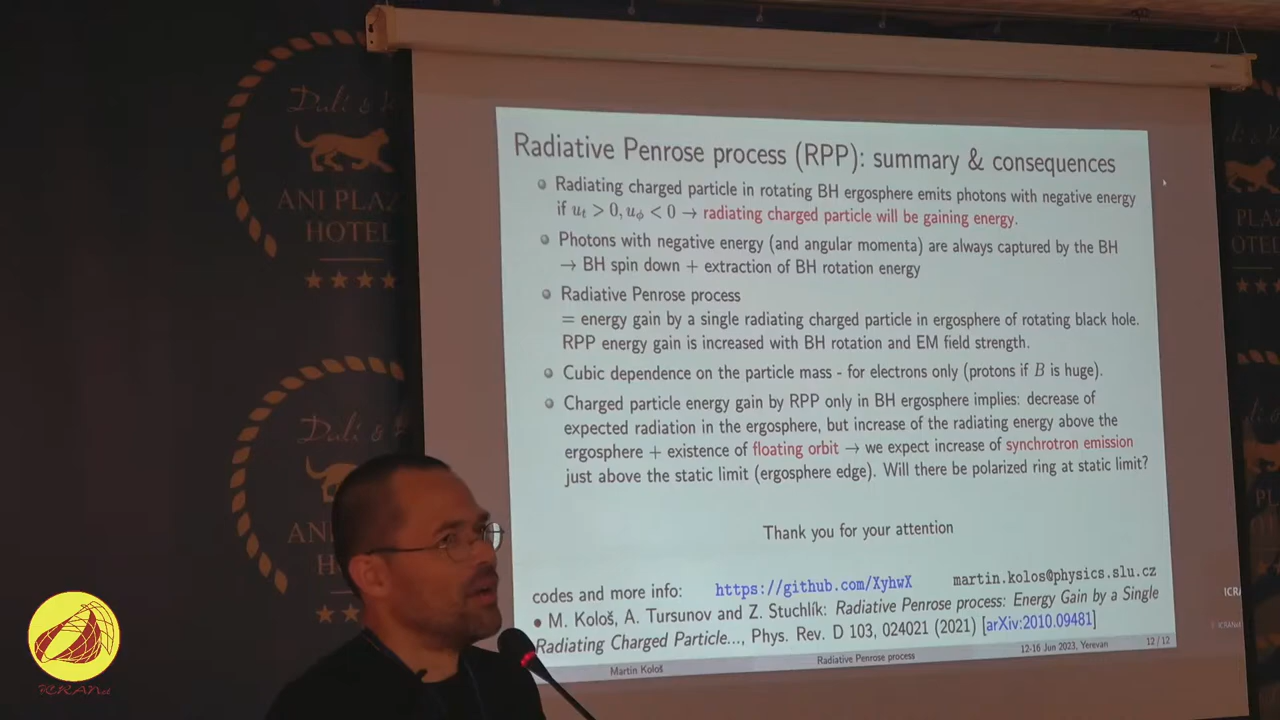 Radiative Penrose process (RPP): summary & consequences
Radiating charged particle in rotating BH ergosphere emits photons with negative energy
if u_t > 0, u_ϕ < 0 → radiating charged particle will be gaining energy.
Photons with negative energy (and angular momenta) are always captured by the BH
→ BH spin down + extraction of BH rotation energy
Radiative Penrose process
= energy gain by a single radiating charged particle in ergosphere of rotating black hole.
RPP energy gain is increased with BH rotation and EM field strength.
Cubic dependence on the particle mass - for electrons only (protons if B is huge).
Charged particle energy gain by RPP only in BH ergosphere implies: decrease of
expected radiation in the ergosphere, but increase of the radiating energy above the
ergosphere + existence of floating orbit → we expect increase of synchrotron emission
just above the static limit (ergosphere edge). Will there be polarized ring at static limit?
Thank you for your attention
codes and more info: https://github.com/XyhwX martin.kolos@physics.slu.cz
• M. Kološ, A. Tursunov and Z. Stuchlík: Radiative Penrose process: Energy Gain by a Single
Radiating Charged Particle..., Phys. Rev. D 103, 024021 (2021) [arXiv:2010.09481]
Martin Kološ Radiative Penrose process 12-16 Jun 2023, Yerevan 12 / 12
ANI PLAZ
HOTEL
AN
H
PLA
OTE
ICRA
ICRANet